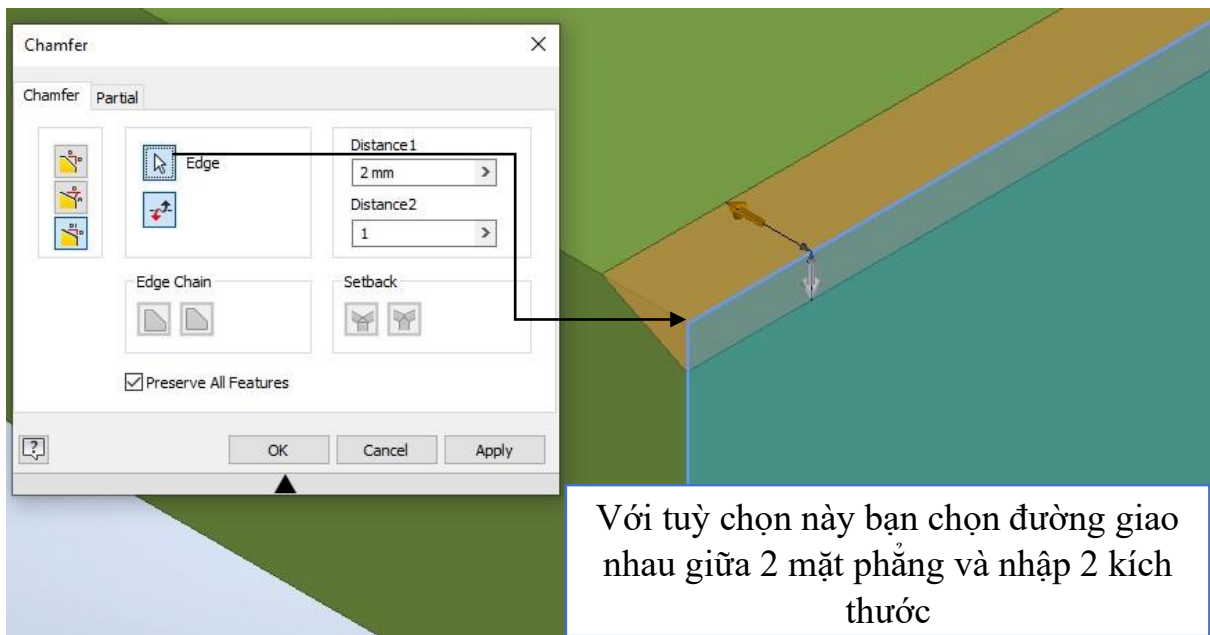 Chamfer
Chamfer Partial
Edge
Distance1
2 mm
Distance2
1
Edge Chain
Setback
Preserve All Features
OK Cancel Apply
Với tuỳ chọn này bạn chọn đường giao
nhau giữa 2 mặt phẳng và nhập 2 kích
thước